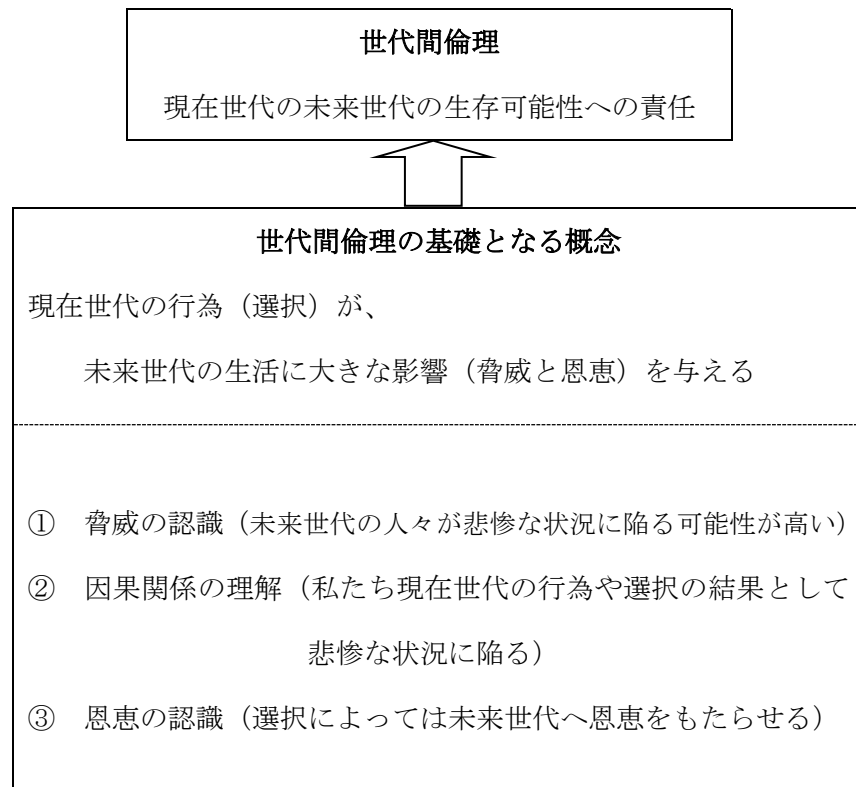 世代間倫理
現在世代の未来世代の生存可能性への責任
世代間倫理の基礎となる概念
現在世代の行為（選択）が、
未来世代の生活に大きな影響（脅威と恩恵）を与える
① 脅威の認識（未来世代の人々が悲惨な状況に陥る可能性が高い）
② 因果関係の理解（私たち現在世代の行為や選択の結果として
悲惨な状況に陥る）
③ 恩恵の認識（選択によっては未来世代へ恩恵をもたらせる）